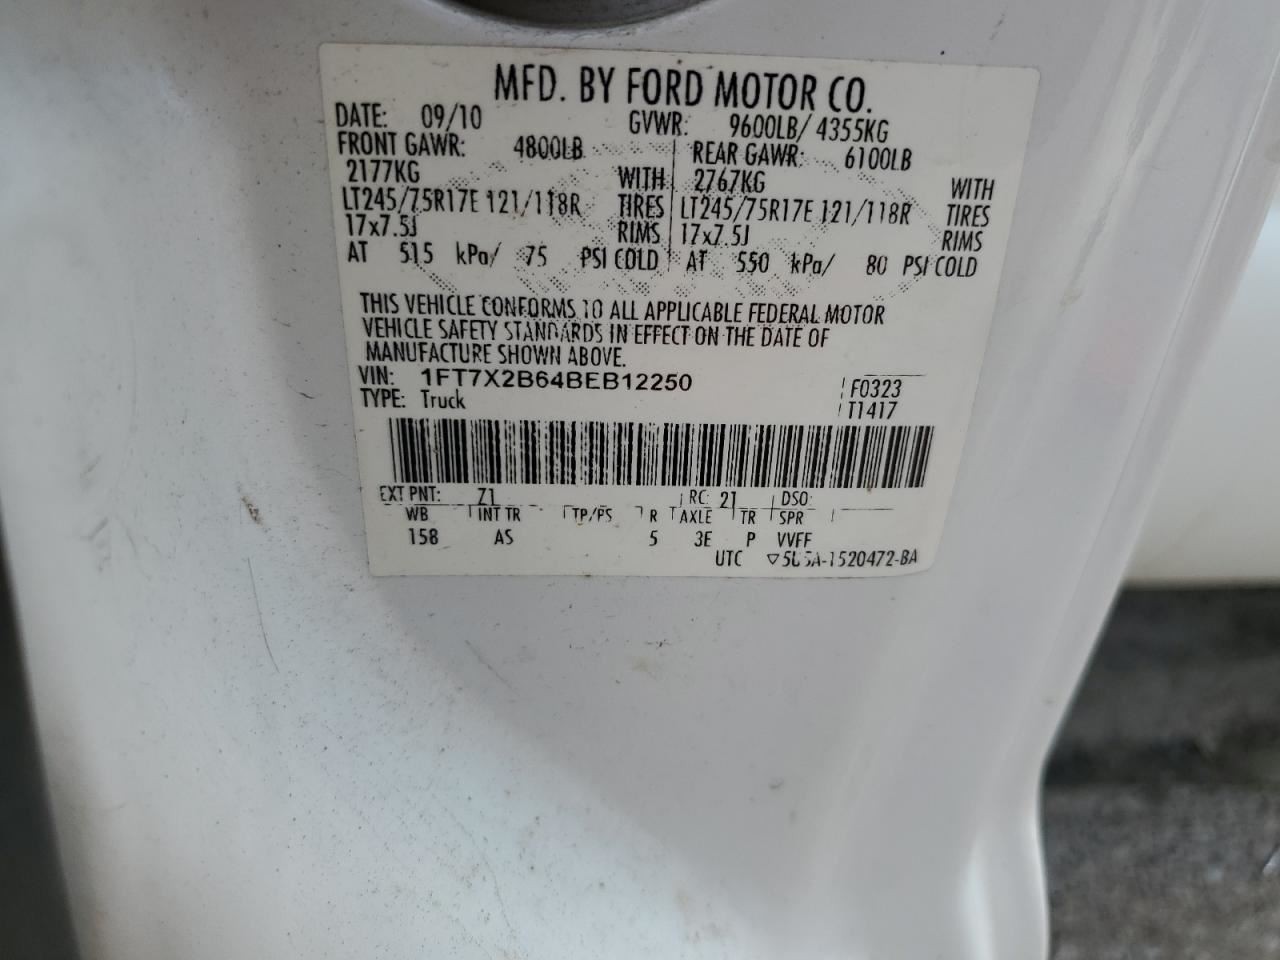 MFD. BY FORD MOTOR CO.
DATE: 09/10 GVWR: 9600LB/ 4355KG
FRONT GAWR: 4800LB REAR GAWR: 6100LB
2177KG WITH 2767KG WITH
LT245/75R17E 121/118R TIRES LT245/75R17E 121/118R TIRES
17x7.5J RIMS 17x7.5J RIMS
AT 515 kPa/ 75 PSI COLD AT 550 kPa/ 80 PSI COLD
THIS VEHICLE CONFORMS TO ALL APPLICABLE FEDERAL MOTOR
VEHICLE SAFETY STANDARDS IN EFFECT ON THE DATE OF
MANUFACTURE SHOWN ABOVE.
VIN: 1FT7X2B64BEB12250 F0323
TYPE: Truck T1417
EXT PNT: Z1 RC: 21 DSO:
WB INT TR TP/PS R AXLE TR SPR
158 AS 5 3E P VVFF
UTC